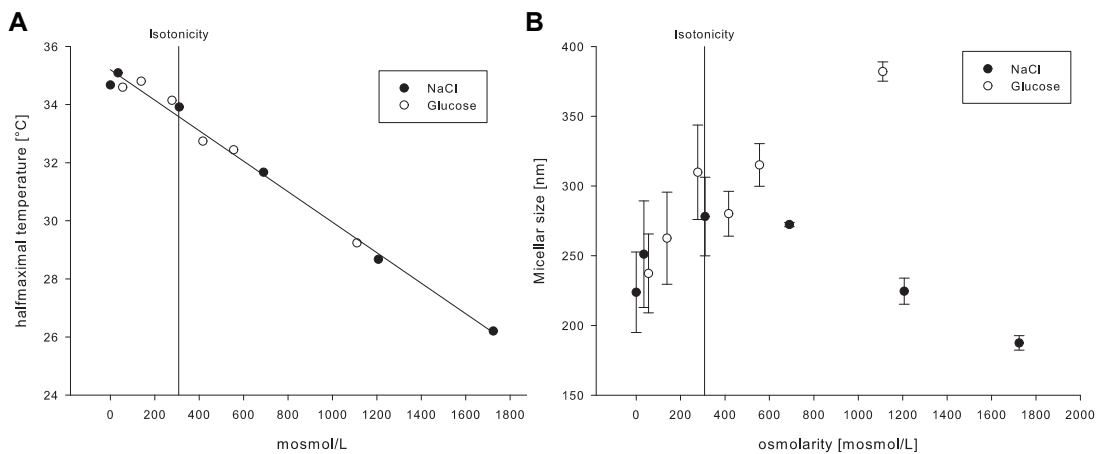 A
Isotonicity
36
34
32
30
28
26
24
halfmaximal temperature [°C]
NaCl
Glucose
0 200 400 600 800 1000 1200 1400 1600 1800
mosmol/L
B
Isotonicity
400
350
300
250
200
150
Micellar size [nm]
NaCl
Glucose
0 200 400 600 800 1000 1200 1400 1600 1800 2000
osmolarity [mosmol/L]